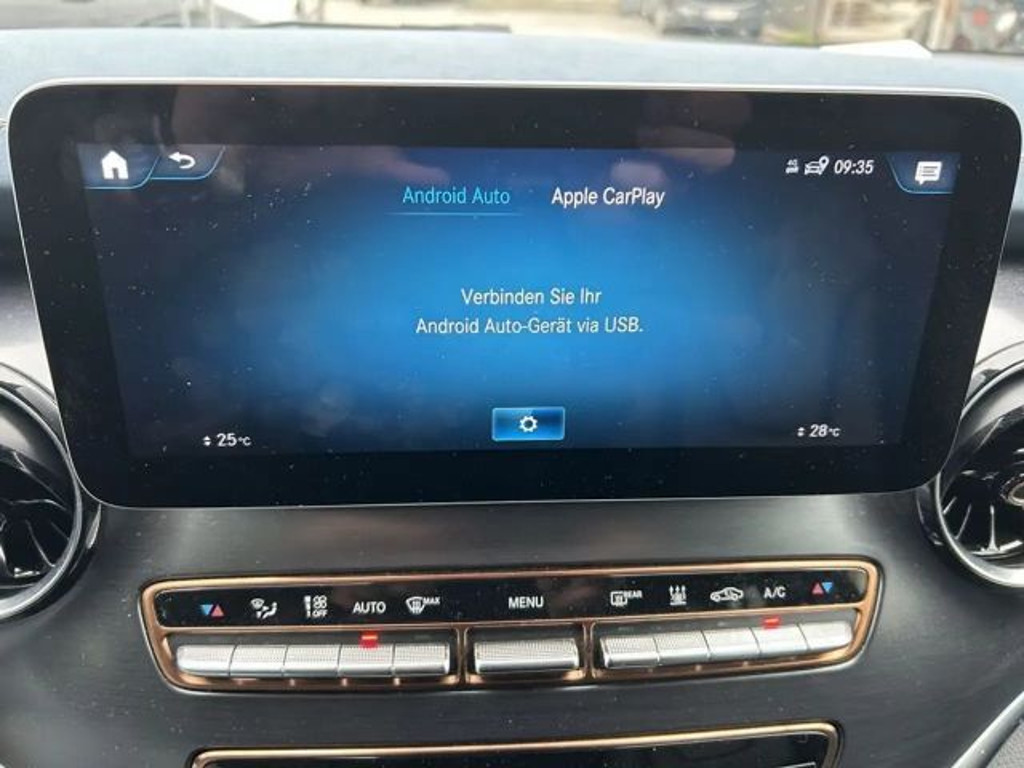 4G 09:35
Android Auto Apple CarPlay
Verbinden Sie Ihr
Android Auto-Gerät via USB.
25°C 28°C
OFF AUTO MAX MENU REAR A/C